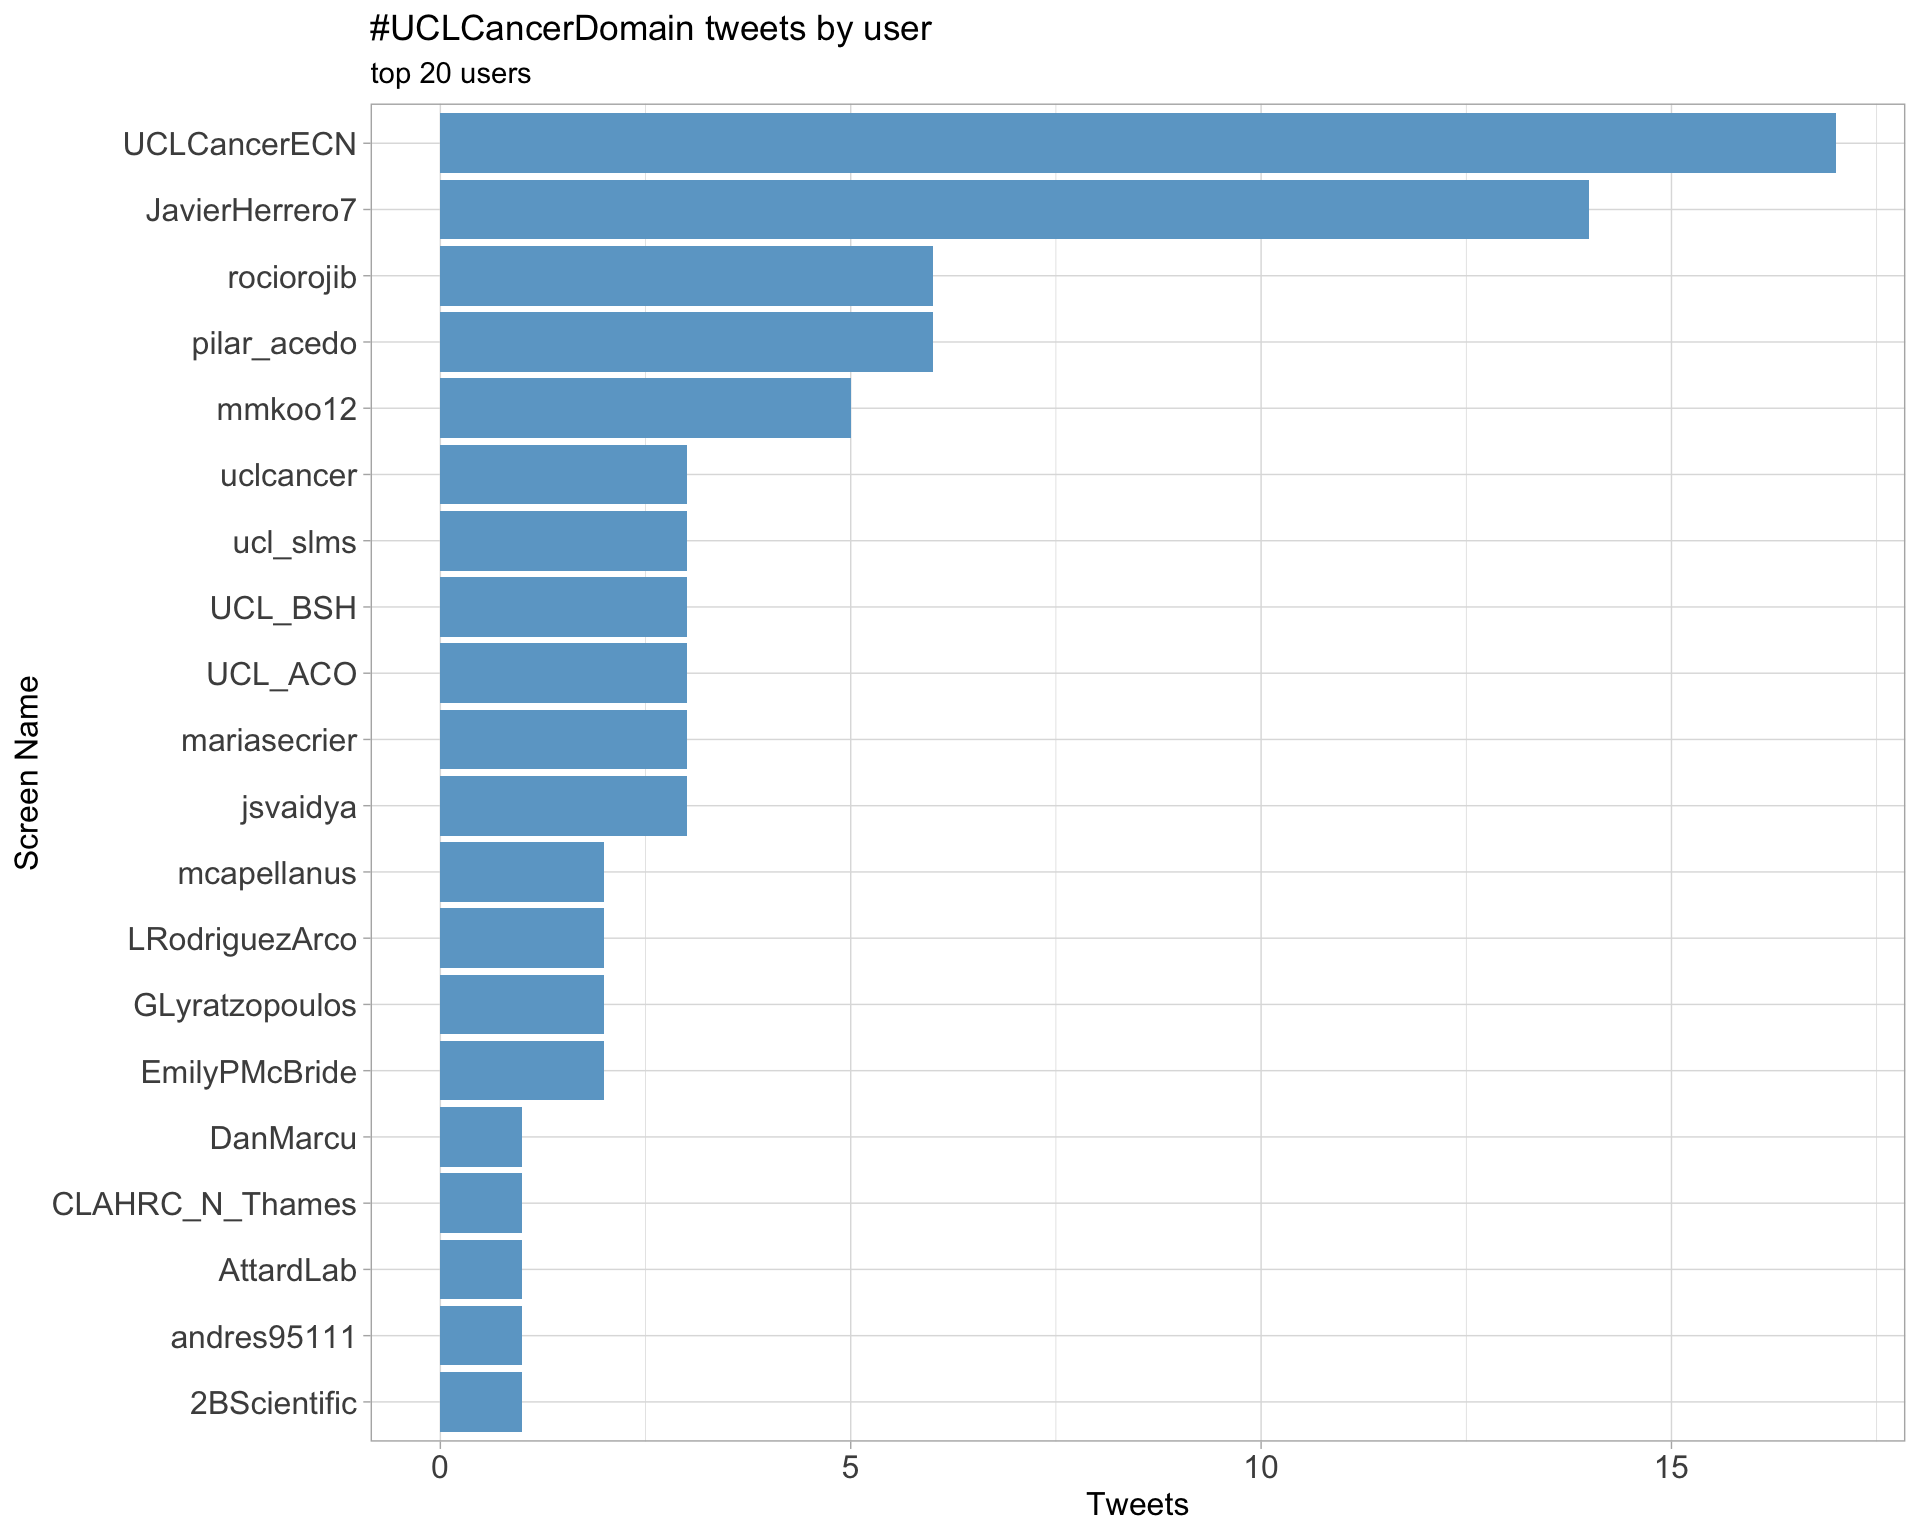 #UCLCancerDomain tweets by user
top 20 users
Screen Name
UCLCancerECN
JavierHerrero7
rociorojib
pilar_acedo
mmkoo12
uclcancer
ucl_slms
UCL_BSH
UCL_ACO
mariasecrier
jsvaidya
mcapellanus
LRodriguezArco
GLyratzopoulos
EmilyPMcBride
DanMarcu
CLAHRC_N_Thames
AttardLab
andres95111
2BScientific
0 5 10 15
Tweets